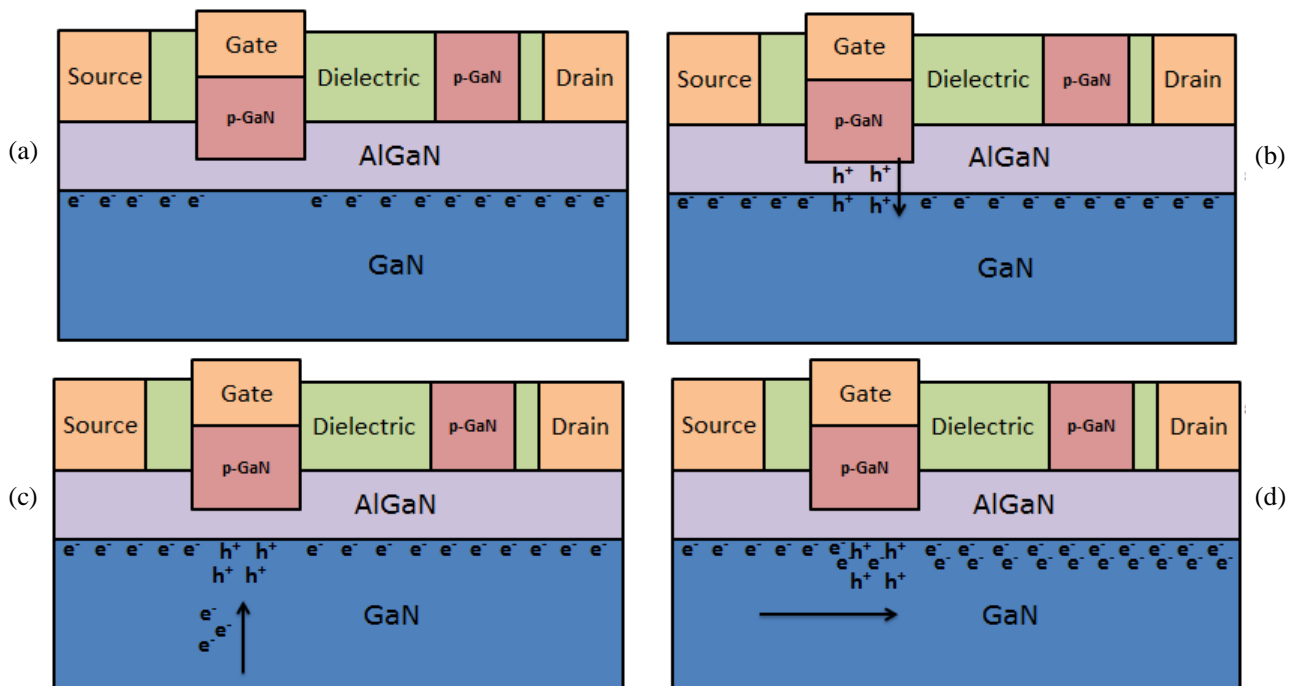 (a)
Source
Gate
p-GaN
Dielectric
p-GaN
Drain
AlGaN
e⁻ e⁻ e⁻ e⁻ e⁻ e⁻ e⁻ e⁻ e⁻ e⁻ e⁻ e⁻ e⁻ e⁻ e⁻
GaN
(b)
Source
Gate
p-GaN
Dielectric
p-GaN
Drain
AlGaN
h⁺ h⁺
e⁻ e⁻ e⁻ e⁻ e⁻ h⁺ h⁺ e⁻ e⁻ e⁻ e⁻ e⁻ e⁻ e⁻ e⁻ e⁻ e⁻
GaN
(c)
Source
Gate
p-GaN
Dielectric
p-GaN
Drain
AlGaN
e⁻ e⁻ e⁻ e⁻ e⁻ h⁺ h⁺ e⁻ e⁻ e⁻ e⁻ e⁻ e⁻ e⁻ e⁻ e⁻ e⁻
h⁺ h⁺
e⁻
e⁻
e⁻
GaN
(d)
Source
Gate
p-GaN
Dielectric
p-GaN
Drain
AlGaN
e⁻ e⁻ e⁻ e⁻ e⁻ e⁻ h⁺ h⁺ e⁻ e⁻ e⁻ e⁻ e⁻ e⁻ e⁻ e⁻ e⁻ e⁻
e⁻ e⁻ e⁻ e⁻ e⁻ e⁻ e⁻ e⁻ e⁻ e⁻
h⁺ h⁺
GaN